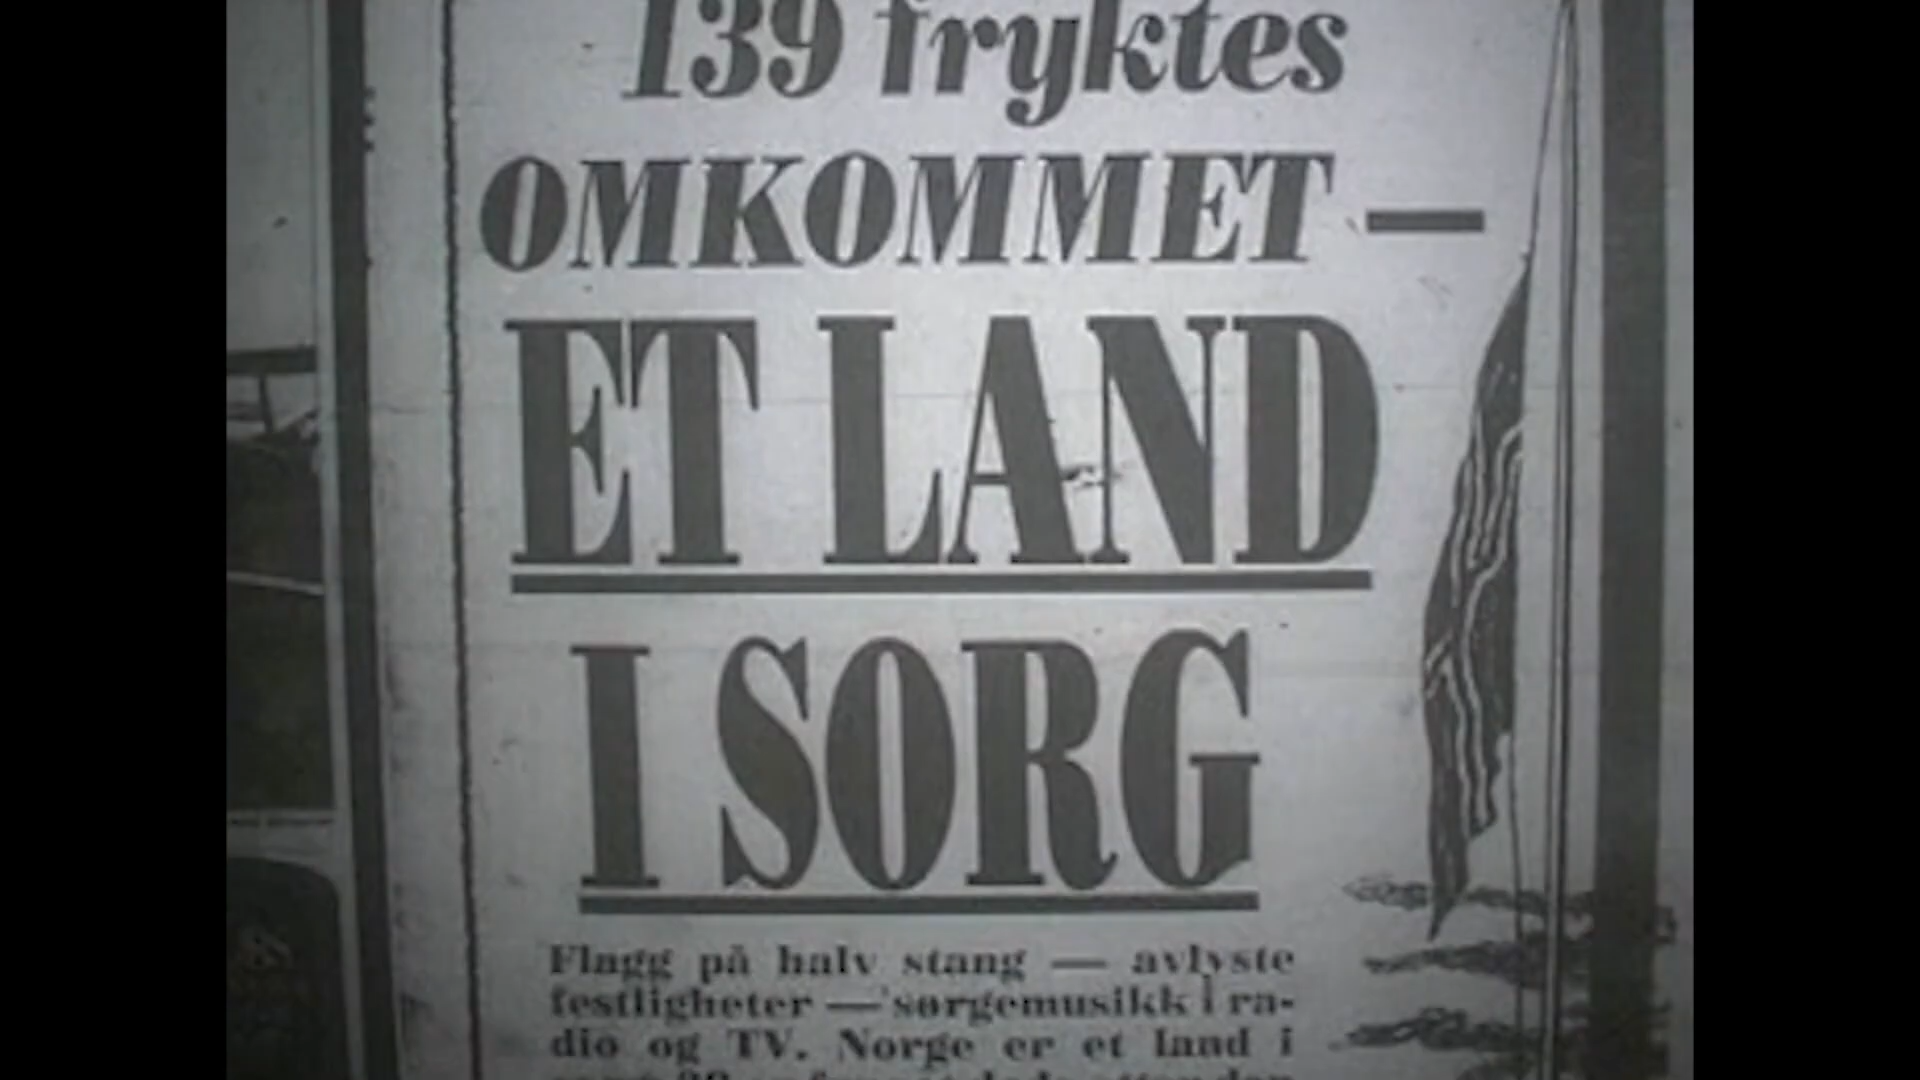 139 fryktes
OMKOMMET —
ET LAND
I SORG
Flagg på halv stang — avlyste
festligheter — sørgemusikk i ra-
dio og TV. Norge er et land i